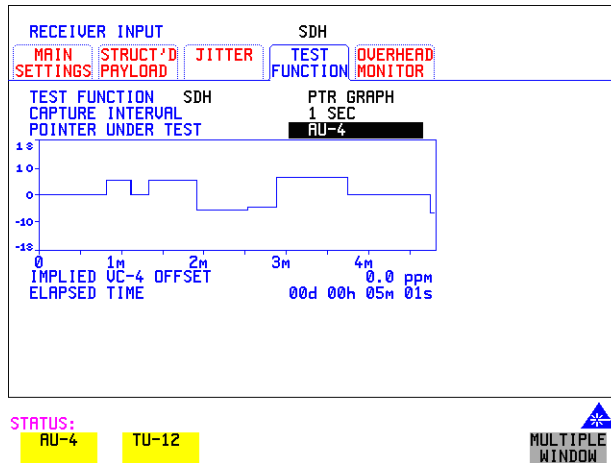 RECEIVER INPUT SDH
MAIN SETTINGS STRUCT'D PAYLOAD JITTER TEST FUNCTION OVERHEAD MONITOR
TEST FUNCTION SDH PTR GRAPH
CAPTURE INTERVAL 1 SEC
POINTER UNDER TEST AU-4
18
10
0
-10
-18
0 1m 2m 3m 4m
IMPLIED VC-4 OFFSET 0.0 ppm
ELAPSED TIME 00d 00h 05m 01s
STATUS:
AU-4 TU-12
MULTIPLE
WINDOW